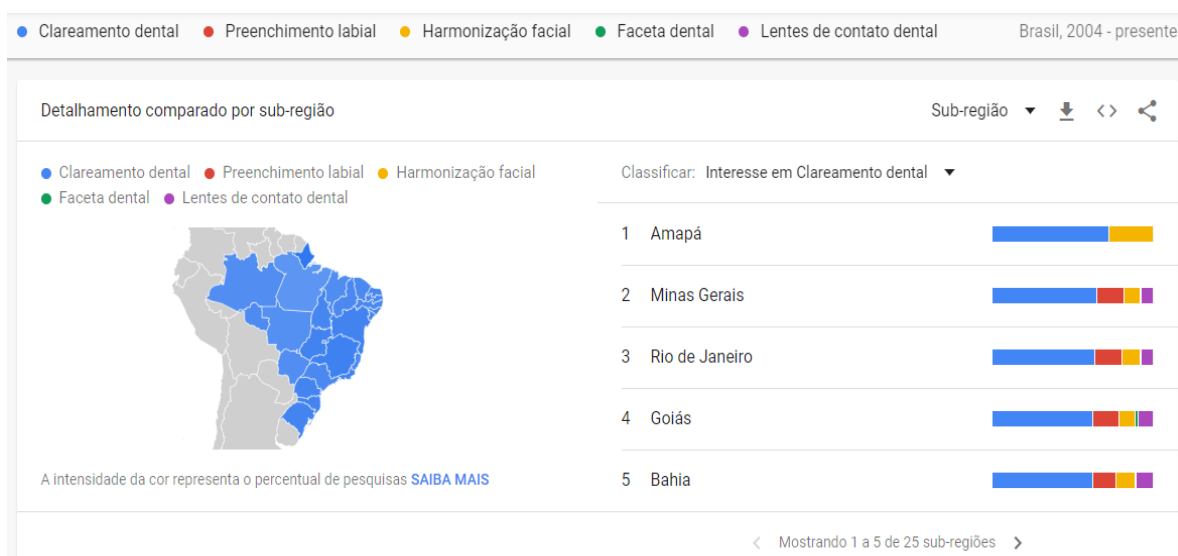 Clareamento dental Preenchimento labial Harmonização facial Faceta dental Lentes de contato dental Brasil, 2004 - presente
Detalhamento comparado por sub-região
Sub-região
Clareamento dental Preenchimento labial Harmonização facial
Faceta dental Lentes de contato dental
A intensidade da cor representa o percentual de pesquisas SAIBA MAIS
Classificar: Interesse em Clareamento dental
1 Amapá
2 Minas Gerais
3 Rio de Janeiro
4 Goiás
5 Bahia
Mostrando 1 a 5 de 25 sub-regiões